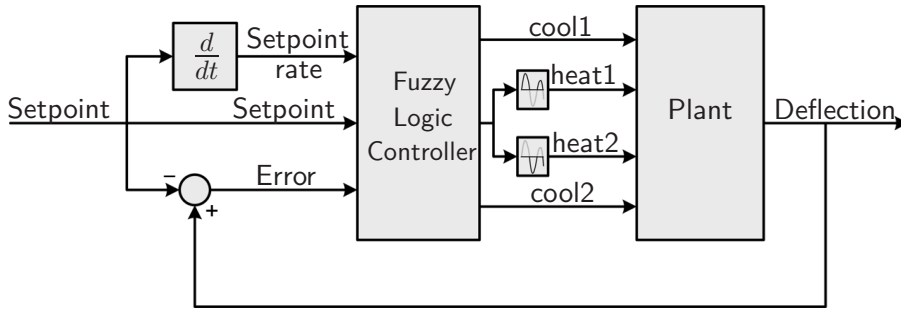 Setpoint
d
dt
Setpoint
rate
Setpoint
−
+
Error
Fuzzy
Logic
Controller
cool1
heat1
heat2
cool2
Plant
Deflection